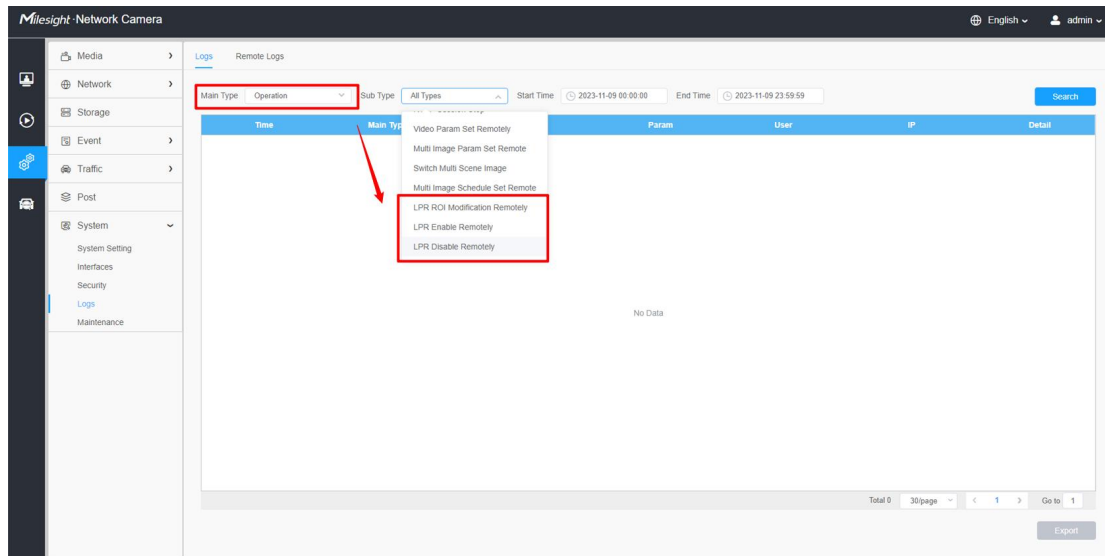 Milesight · Network Camera
English
admin
Media
Network
Storage
Event
Traffic
Post
System
System Setting
Interfaces
Security
Logs
Maintenance
Logs Remote Logs
Main Type Operation Sub Type All Types Start Time 2023-11-09 00:00:00 End Time 2023-11-09 23:59:59 Search
Time Main Typ Param User IP Detail
Video Param Set Remotely
Multi Image Param Set Remote
Switch Multi Scene Image
Multi Image Schedule Set Remote
LPR ROI Modification Remotely
LPR Enable Remotely
LPR Disable Remotely
No Data
Total 0 30/page < 1 > Go to 1
Export